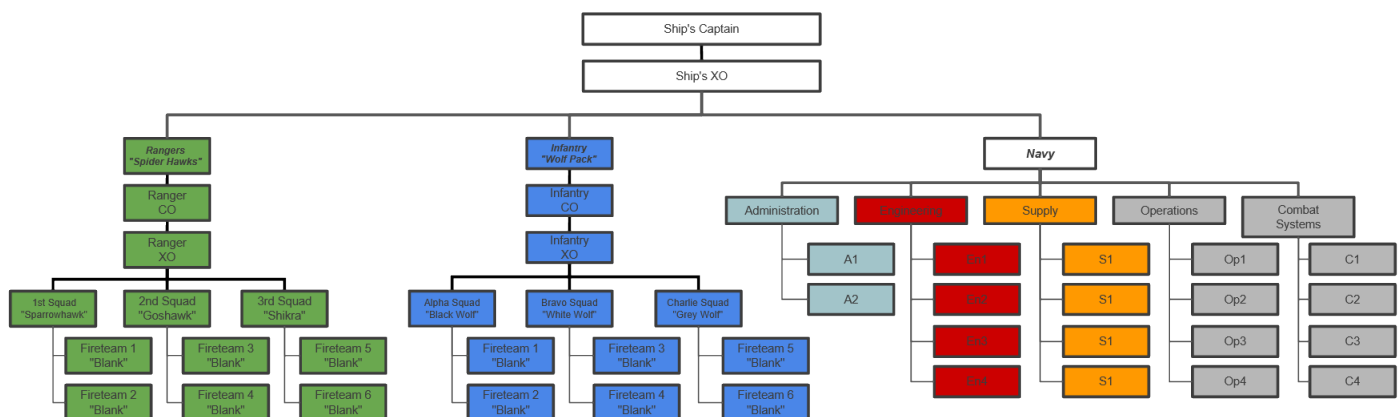 Ship's Captain
Ship's XO
Rangers
"Spider Hawks"
Ranger
CO
Ranger
XO
1st Squad
"Sparrowhawk"
2nd Squad
"Goshawk"
3rd Squad
"Shikra"
Fireteam 1
"Blank"
Fireteam 2
"Blank"
Fireteam 3
"Blank"
Fireteam 4
"Blank"
Fireteam 5
"Blank"
Fireteam 6
"Blank"
Infantry
"Wolf Pack"
Infantry
CO
Infantry
XO
Alpha Squad
"Black Wolf"
Bravo Squad
"White Wolf"
Charlie Squad
"Grey Wolf"
Fireteam 1
"Blank"
Fireteam 2
"Blank"
Fireteam 3
"Blank"
Fireteam 4
"Blank"
Fireteam 5
"Blank"
Fireteam 6
"Blank"
Navy
Administration
A1
A2
Engineering
Supply
S1
S1
S1
S1
Operations
Op1
Op2
Op3
Op4
Combat
Systems
C1
C2
C3
C4